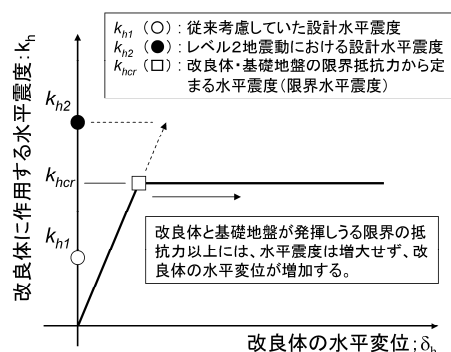 k_h1 (○)：従来考慮していた設計水平震度
k_h2 (●)：レベル2地震動における設計水平震度
k_hcr (□)：改良体・基礎地盤の限界抵抗力から定
まる水平震度(限界水平震度)
改良体に作用する水平震度：k_h
k_h2
k_hcr
k_h1
改良体と基礎地盤が発揮しうる限界の抵
抗力以上には、水平震度は増大せず、改
良体の水平変位が増加する。
改良体の水平変位；δ_h